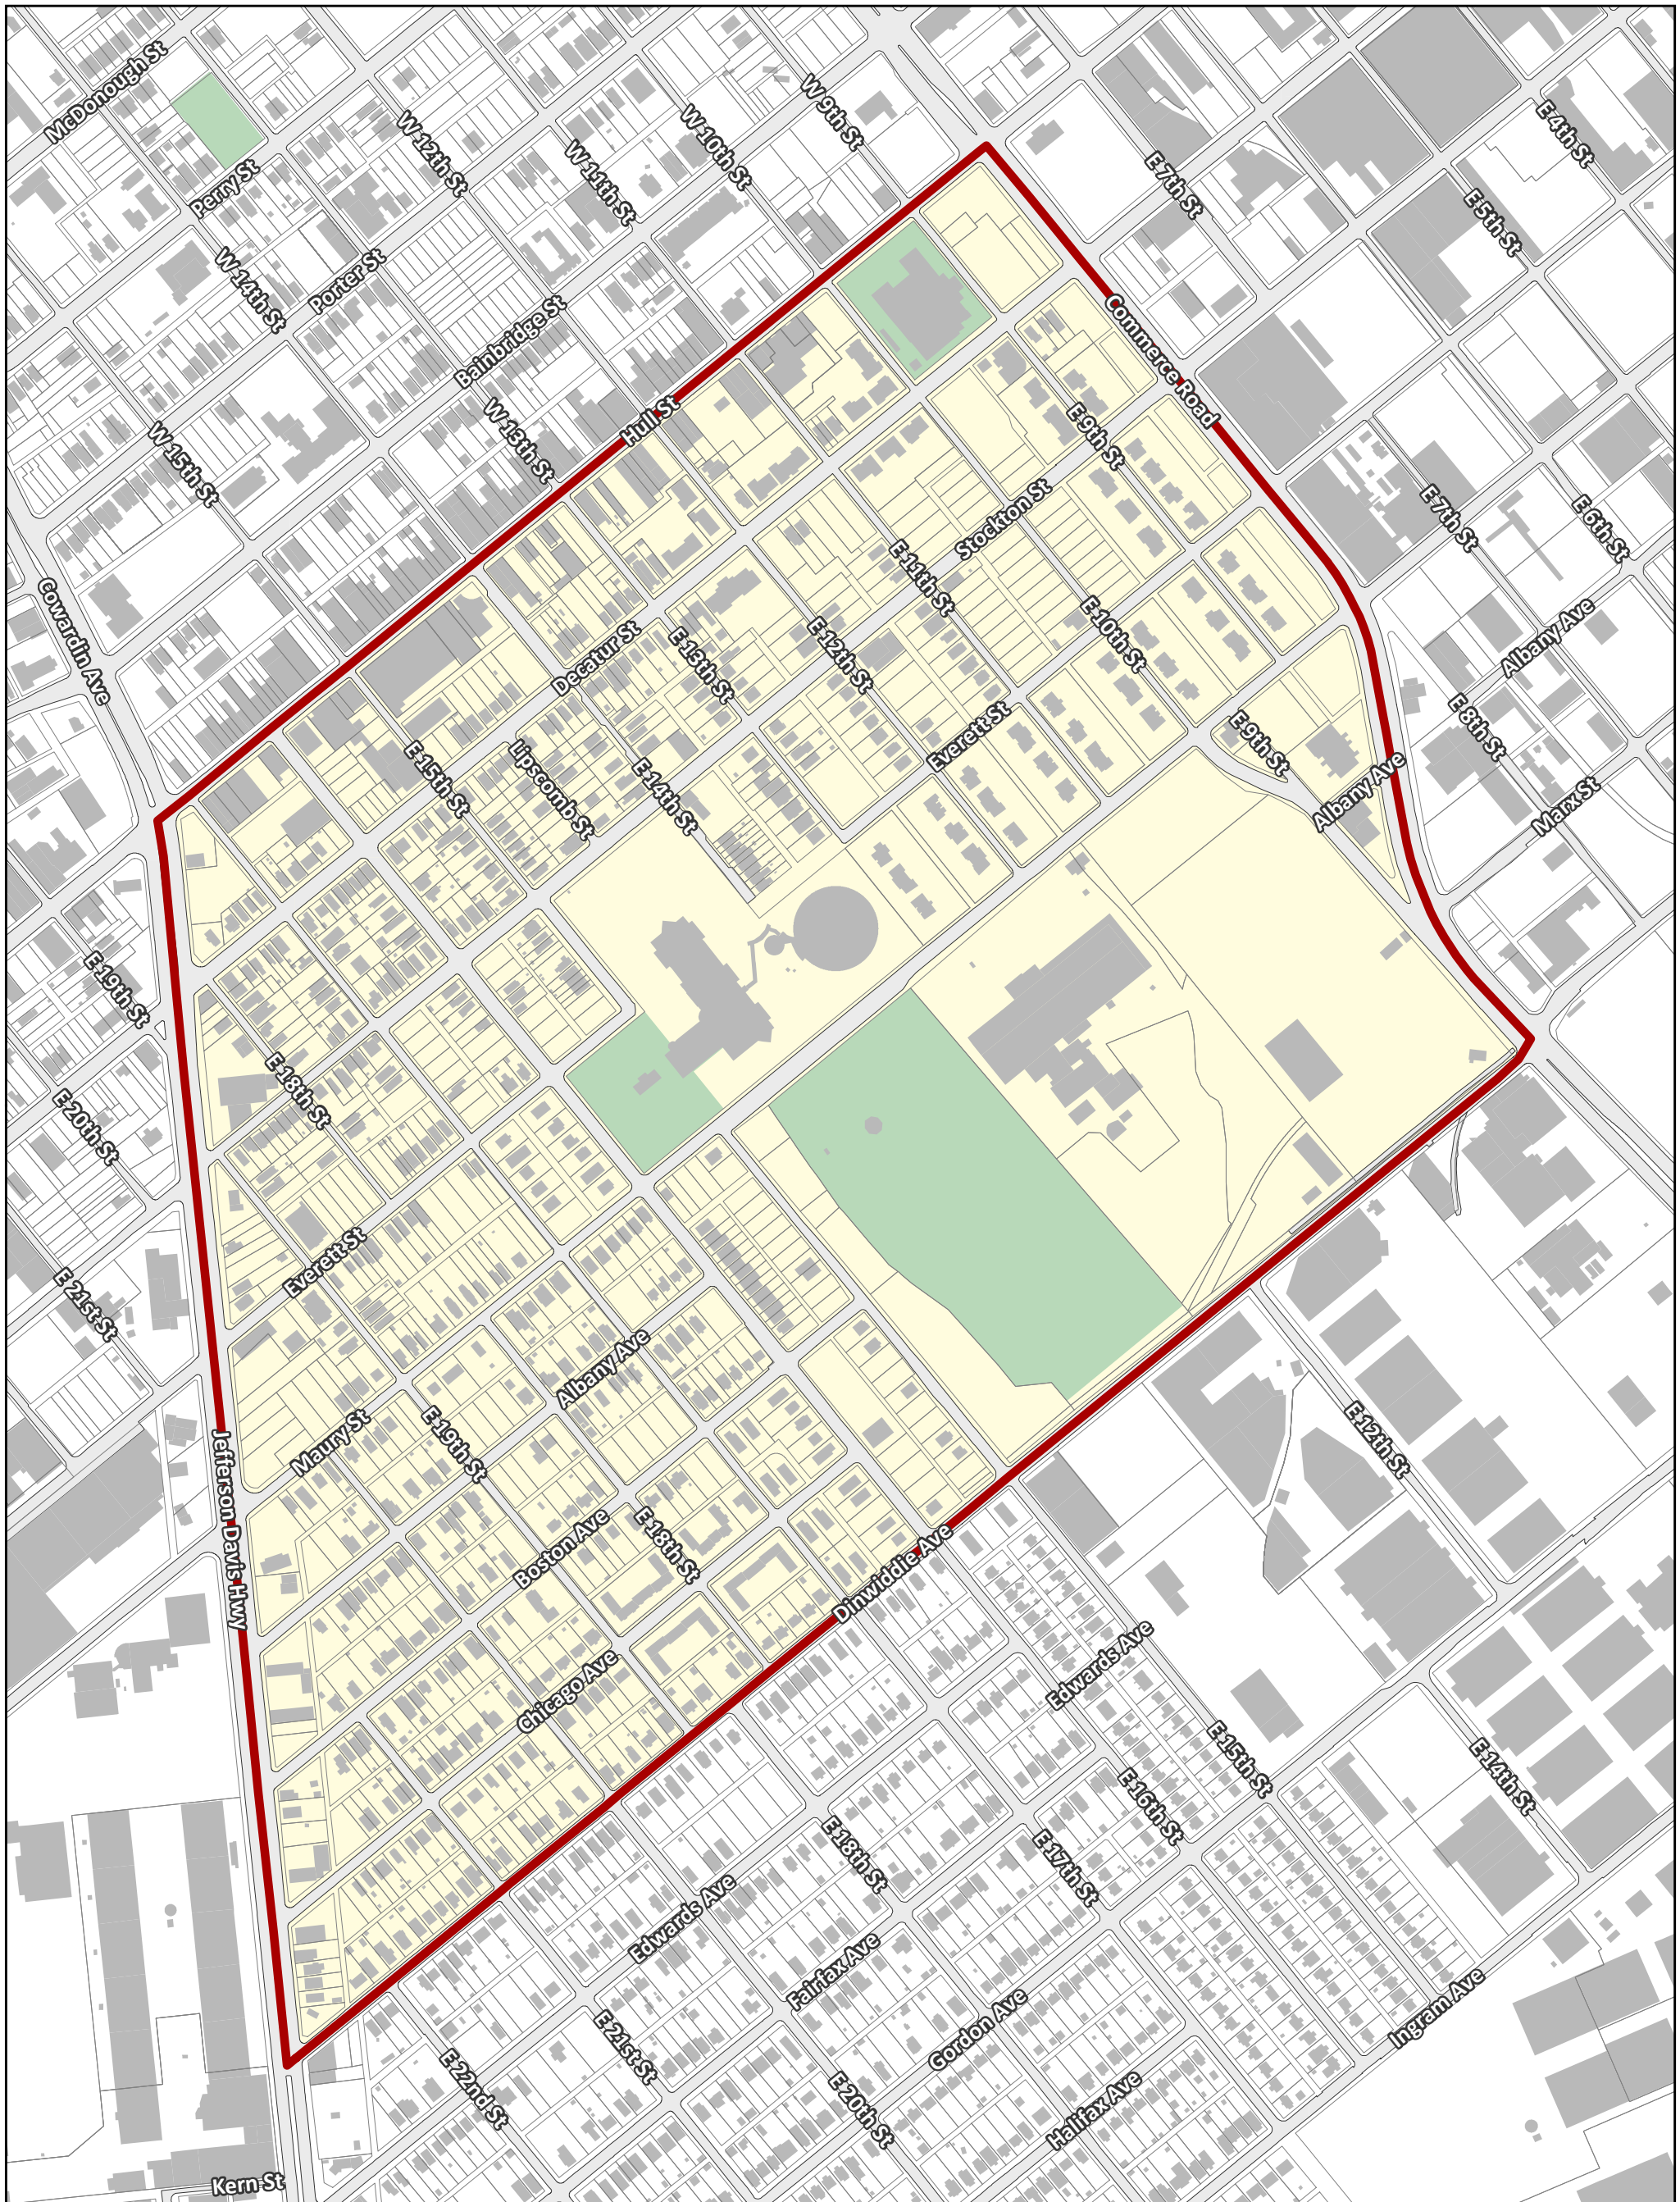 McDonough St
W 9th St
W 12th St
W 10th St
E 4th St
W 11th St
E 7th St
Perry St
E 5th St
W 14th St
Porter St
Bainbridge St
Commerce Road
Hull St
W 13th St
E 9th St
W 15th St
Stockton St
E 7th St
E 6th St
E 11th St
Cowardin Ave
E 10th St
Albany Ave
Decatur St
E 13th St
E 12th St
Everett St
E 9th St
E 8th St
E 15th St
Lipscomb St
E 14th St
Albany Ave
Marx St
E 19th St
E 18th St
E 20th St
Everett St
E 21st St
Albany Ave
Maury St
E 19th St
E 12th St
Jefferson Davis Hwy
Boston Ave
E 18th St
Dinwiddie Ave
Chicago Ave
Edwards Ave
E 15th St
E 14th St
E 16th St
E 18th St
E 17th St
Edwards Ave
Fairfax Ave
Gordon Ave
Ingram Ave
E 21st St
E 22nd St
E 20th St
Halifax Ave
Kern St